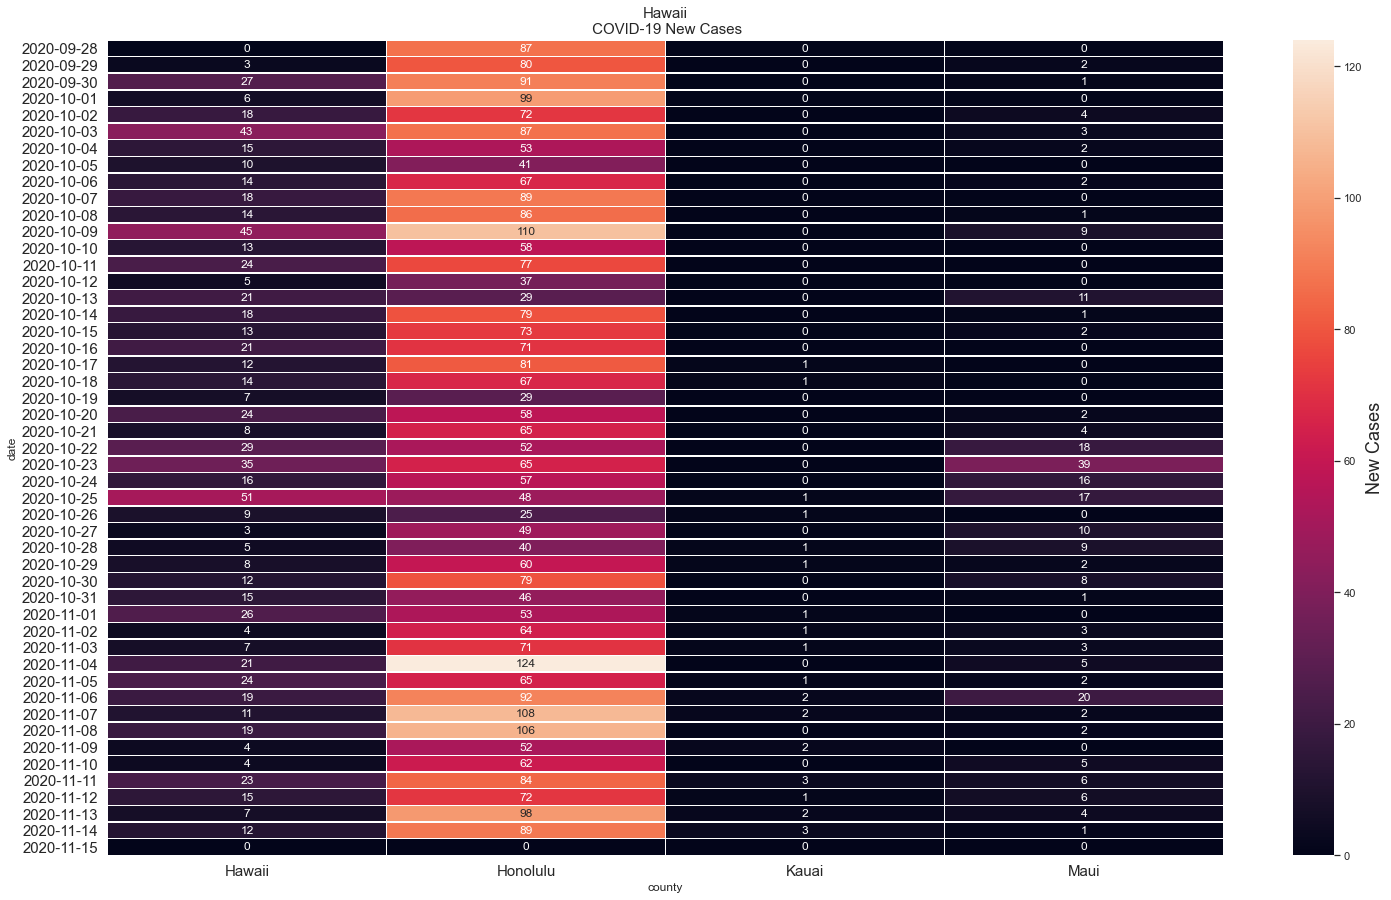 Hawaii
COVID-19 New Cases
2020-09-28 0 87 0 0
2020-09-29 3 80 0 2
2020-09-30 27 91 0 1
2020-10-01 6 99 0 0
2020-10-02 18 72 0 4
2020-10-03 43 87 0 3
2020-10-04 15 53 0 2
2020-10-05 10 41 0 0
2020-10-06 14 67 0 2
2020-10-07 18 89 0 0
2020-10-08 14 86 0 1
2020-10-09 45 110 0 9
2020-10-10 13 58 0 0
2020-10-11 24 77 0 0
2020-10-12 5 37 0 0
2020-10-13 21 29 0 11
2020-10-14 18 79 0 1
2020-10-15 13 73 0 2
2020-10-16 21 71 0 0
2020-10-17 12 81 1 0
2020-10-18 14 67 1 0
2020-10-19 7 29 0 0
2020-10-20 24 58 0 2
2020-10-21 8 65 0 4
2020-10-22 29 52 0 18
2020-10-23 35 65 0 39
2020-10-24 16 57 0 16
2020-10-25 51 48 1 17
2020-10-26 9 25 1 0
2020-10-27 3 49 0 10
2020-10-28 5 40 1 9
2020-10-29 8 60 1 2
2020-10-30 12 79 0 8
2020-10-31 15 46 0 1
2020-11-01 26 53 1 0
2020-11-02 4 64 1 3
2020-11-03 7 71 1 3
2020-11-04 21 124 0 5
2020-11-05 24 65 1 2
2020-11-06 19 92 2 20
2020-11-07 11 108 2 2
2020-11-08 19 106 0 2
2020-11-09 4 52 2 0
2020-11-10 4 62 0 5
2020-11-11 23 84 3 6
2020-11-12 15 72 1 6
2020-11-13 7 98 2 4
2020-11-14 12 89 3 1
2020-11-15 0 0 0 0
Hawaii Honolulu Kauai Maui
county
date
120
100
80
60
40
20
0
New Cases